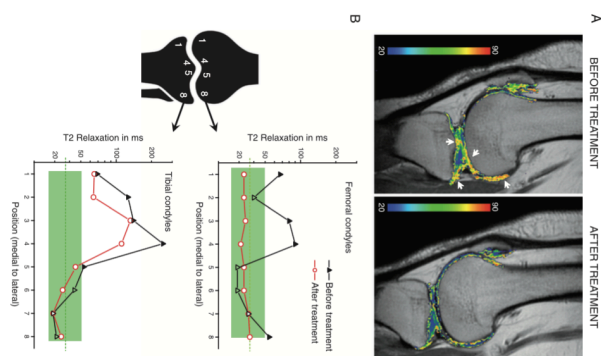 A
BEFORE TREATMENT
20
90
AFTER TREATMENT
20
90
B
1
4
5
8
1
4
5
8
Femoral condyles
Before treatment
After treatment
T2 Relaxation in ms
200
100
50
1 2 3 4 5 6 7 8
Position (medial to lateral)
Tibial condyles
T2 Relaxation in ms
200
100
50
1 2 3 4 5 6 7 8
Position (medial to lateral)